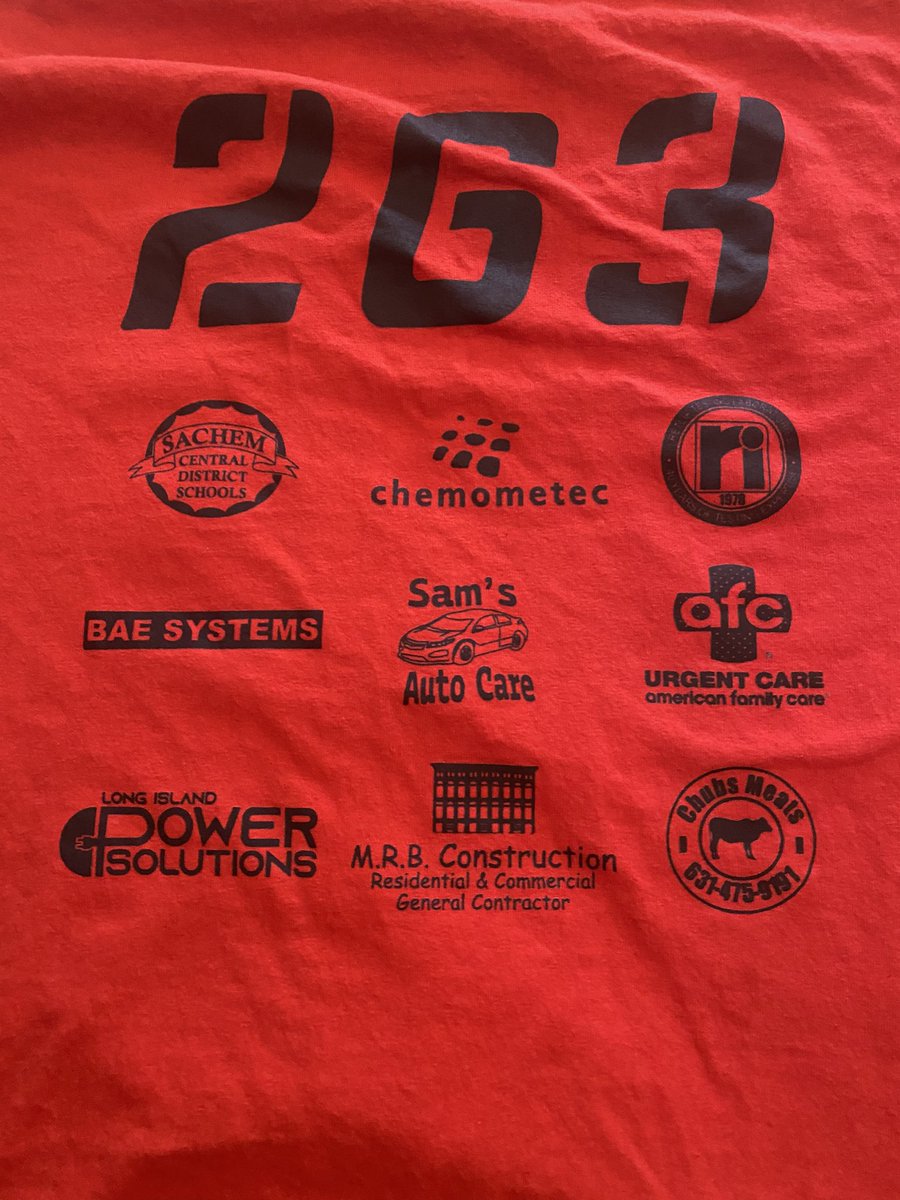 263
SACHEM
CENTRAL
DISTRICT
SCHOOLS
chemometec
ri
1978
BAE SYSTEMS
Sam's
Auto Care
afc
URGENT CARE
american family care
LONG ISLAND
POWER
SOLUTIONS
M.R.B. Construction
Residential & Commercial
General Contractor
Chubs Meats
631-475-9191